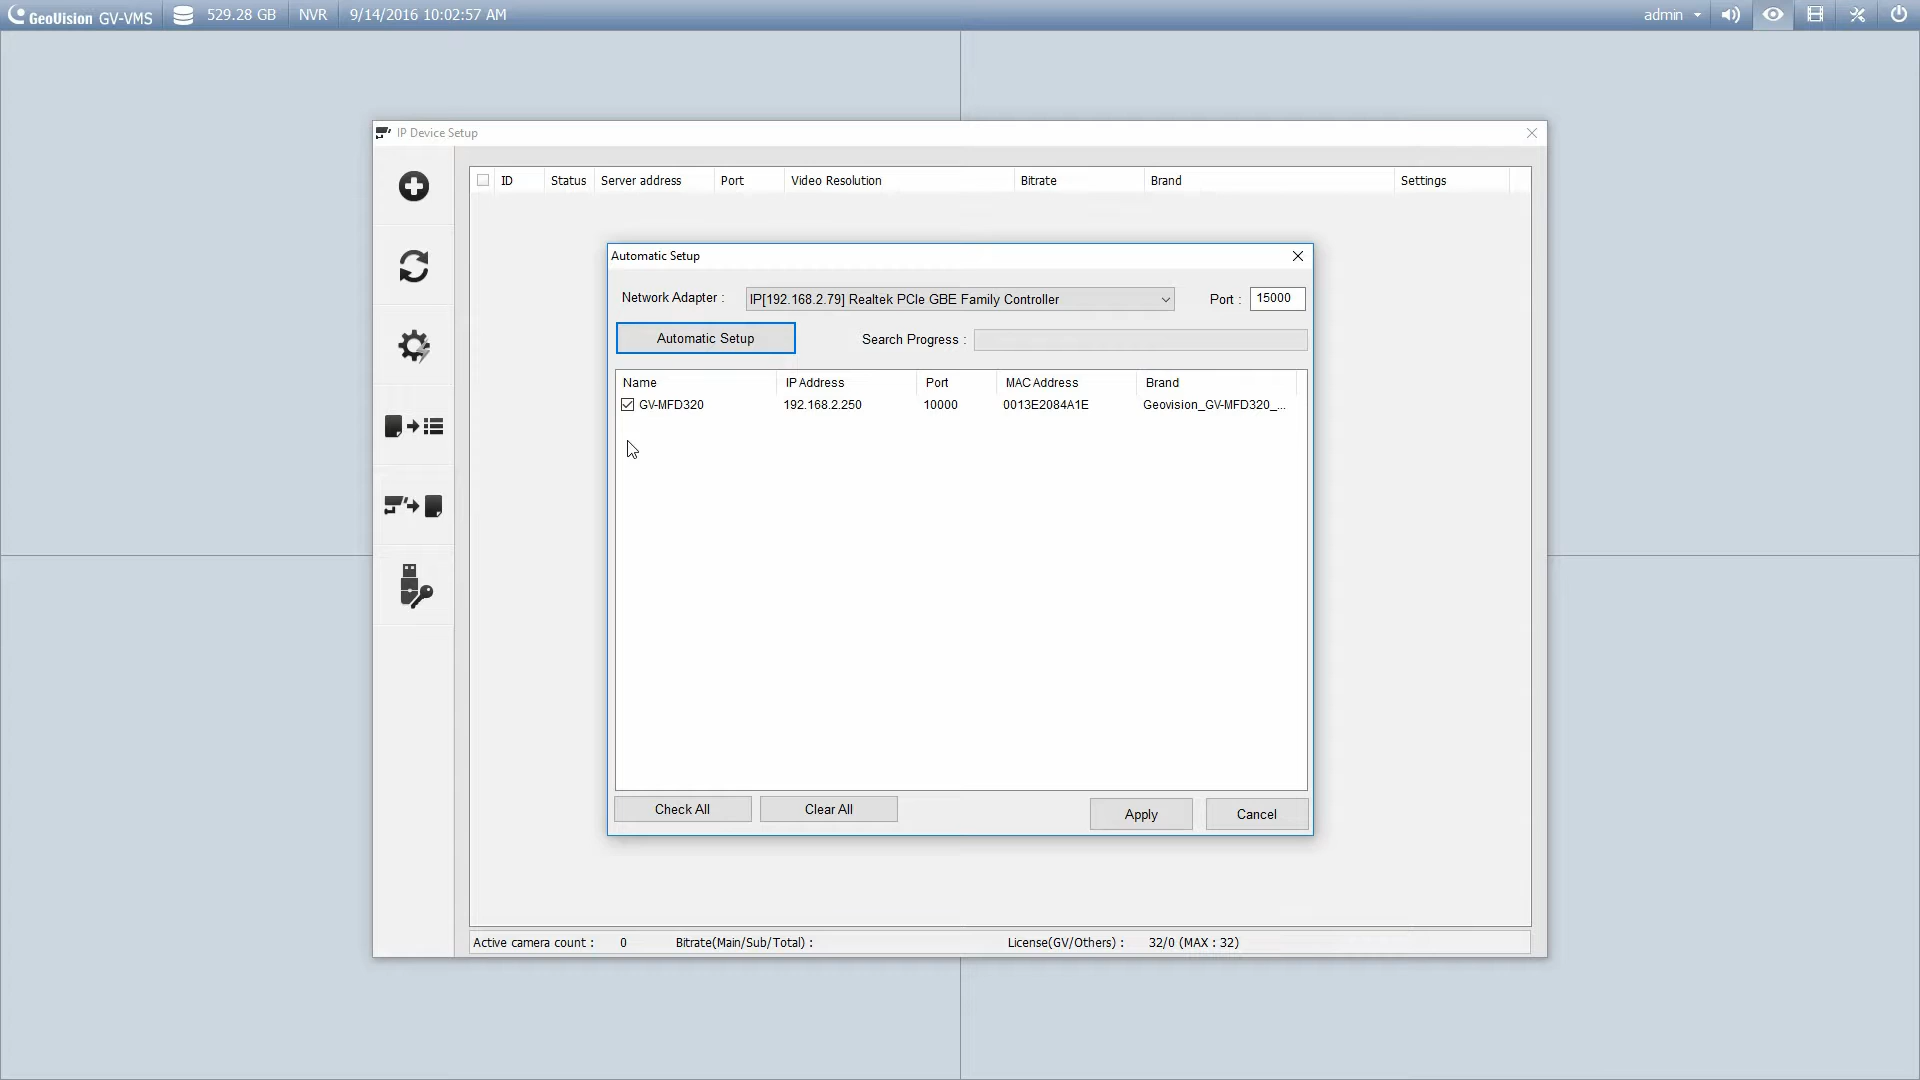 GeoVision GV-VMS 529.28 GB NVR 9/14/2016 10:02:57 AM admin
IP Device Setup
ID Status Server address Port Video Resolution Bitrate Brand Settings
Automatic Setup
Network Adapter : IP[192.168.2.79] Realtek PCIe GBE Family Controller Port : 15000
Automatic Setup Search Progress :
Name IP Address Port MAC Address Brand
GV-MFD320 192.168.2.250 10000 0013E2084A1E Geovision_GV-MFD320_...
Check All Clear All Apply Cancel
Active camera count : 0 Bitrate(Main/Sub/Total) : License(GV/Others) : 32/0 (MAX : 32)